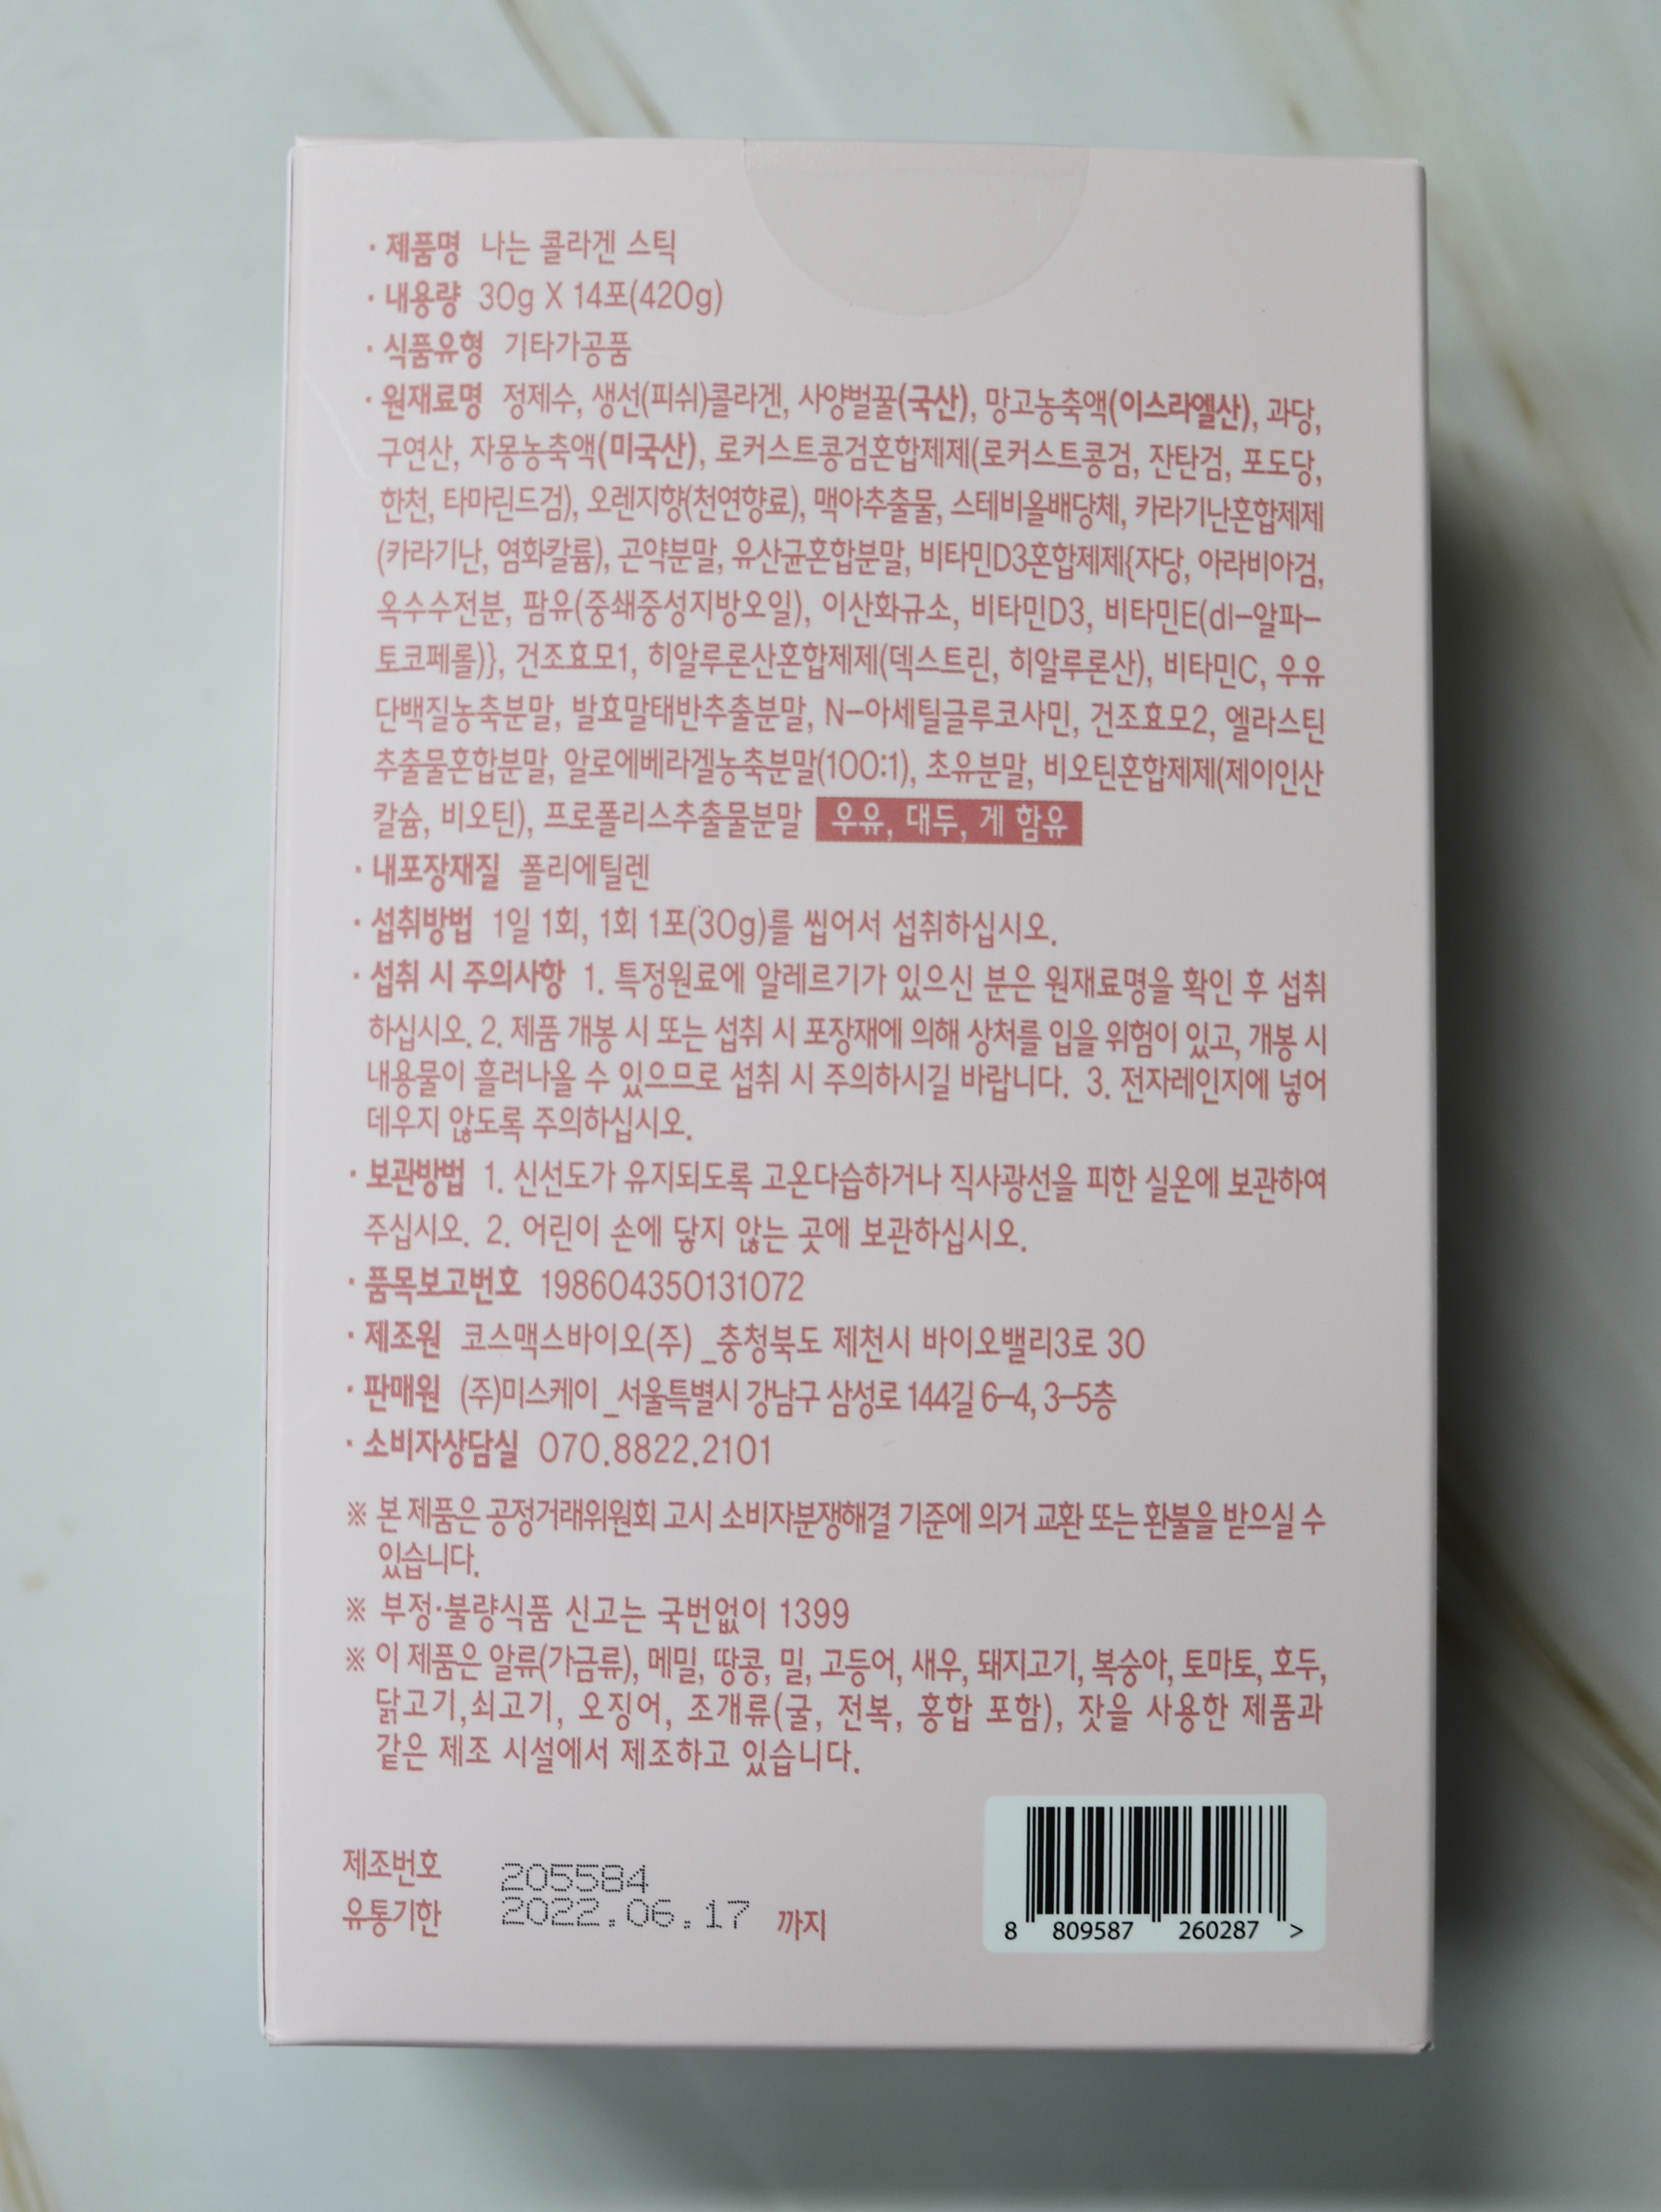 · 제품명 나는 콜라겐 스틱
· 내용량 30g X 14포(420g)
· 식품유형 기타가공품
· 원재료명 정제수, 생선(피쉬)콜라겐, 사양벌꿀(국산), 망고농축액(이스라엘산), 과당,
구연산, 자몽농축액(미국산), 로커스트콩검혼합제제(로커스트콩검, 잔탄검, 포도당,
한천, 타마린드검), 오렌지향(천연향료), 맥아추출물, 스테비올배당체, 카라기난혼합제제
(카라기난, 염화칼륨), 곤약분말, 유산균혼합분말, 비타민D3혼합제제{자당, 아라비아검,
옥수수전분, 팜유(중쇄중성지방오일), 이산화규소, 비타민D3, 비타민E(dl-알파-
토코페롤)}, 건조효모1, 히알루론산혼합제제(덱스트린, 히알루론산), 비타민C, 우유
단백질농축분말, 발효말태반추출분말, N-아세틸글루코사민, 건조효모2, 엘라스틴
추출물혼합분말, 알로에베라겔농축분말(100:1), 초유분말, 비오틴혼합제제(제이인산
칼슘, 비오틴), 프로폴리스추출물분말 우유, 대두, 게 함유
· 내포장재질 폴리에틸렌
· 섭취방법 1일 1회, 1회 1포(30g)를 씹어서 섭취하십시오.
· 섭취 시 주의사항 1. 특정원료에 알레르기가 있으신 분은 원재료명을 확인 후 섭취
하십시오. 2. 제품 개봉 시 또는 섭취 시 포장재에 의해 상처를 입을 위험이 있고, 개봉 시
내용물이 흘러나올 수 있으므로 섭취 시 주의하시길 바랍니다. 3. 전자레인지에 넣어
데우지 않도록 주의하십시오.
· 보관방법 1. 신선도가 유지되도록 고온다습하거나 직사광선을 피한 실온에 보관하여
주십시오. 2. 어린이 손에 닿지 않는 곳에 보관하십시오.
· 품목보고번호 198604350131072
· 제조원 코스맥스바이오(주) _충청북도 제천시 바이오밸리3로 30
· 판매원 (주)미스케이 _서울특별시 강남구 삼성로 144길 6-4, 3-5층
· 소비자상담실 070.8822.2101
※ 본 제품은 공정거래위원회 고시 소비자분쟁해결 기준에 의거 교환 또는 환불을 받으실 수
있습니다.
※ 부정·불량식품 신고는 국번없이 1399
※ 이 제품은 알류(가금류), 메밀, 땅콩, 밀, 고등어, 새우, 돼지고기, 복숭아, 토마토, 호두,
닭고기,쇠고기, 오징어, 조개류(굴, 전복, 홍합 포함), 잣을 사용한 제품과
같은 제조 시설에서 제조하고 있습니다.
제조번호 205584
유통기한 2022.06.17 까지
8 809587 260287 >